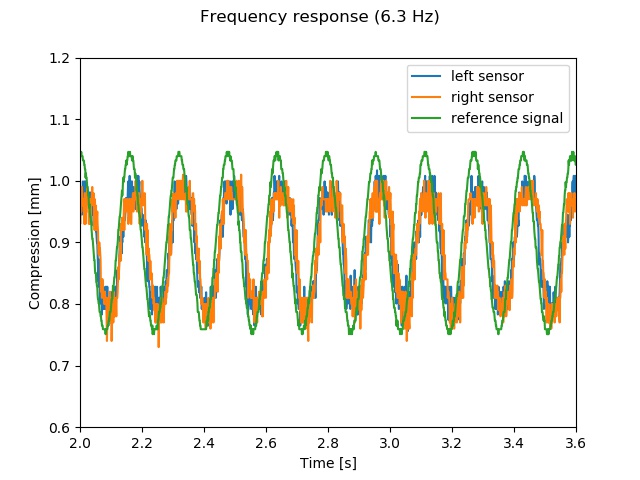 Frequency response (6.3 Hz)
1.2
1.1
1.0
0.9
0.8
0.7
0.6
Compression [mm]
left sensor
right sensor
reference signal
2.0 2.2 2.4 2.6 2.8 3.0 3.2 3.4 3.6
Time [s]